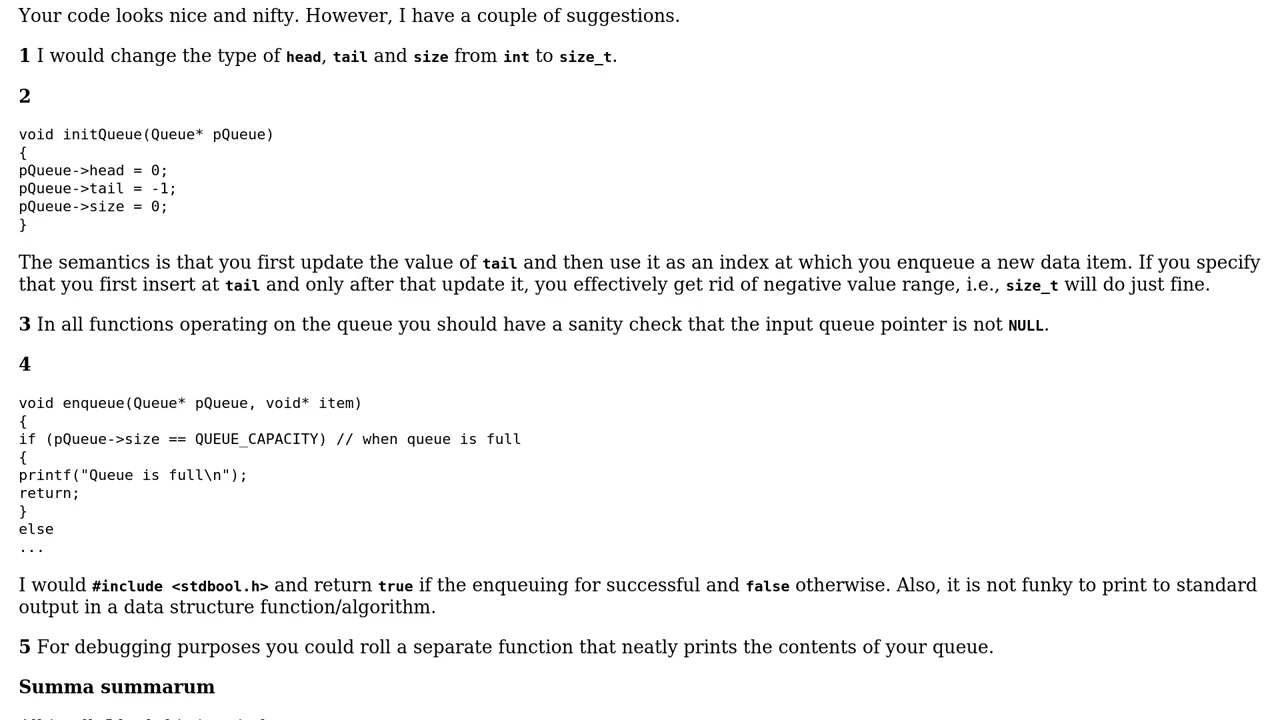 Your code looks nice and nifty. However, I have a couple of suggestions.
1 I would change the type of head, tail and size from int to size_t.
2
void initQueue(Queue* pQueue)
{
pQueue->head = 0;
pQueue->tail = -1;
pQueue->size = 0;
}
The semantics is that you first update the value of tail and then use it as an index at which you enqueue a new data item. If you specify
that you first insert at tail and only after that update it, you effectively get rid of negative value range, i.e., size_t will do just fine.
3 In all functions operating on the queue you should have a sanity check that the input queue pointer is not NULL.
4
void enqueue(Queue* pQueue, void* item)
{
if (pQueue->size == QUEUE_CAPACITY) // when queue is full
{
printf("Queue is full\n");
return;
}
else
...
I would #include <stdbool.h> and return true if the enqueuing for successful and false otherwise. Also, it is not funky to print to standard
output in a data structure function/algorithm.
5 For debugging purposes you could roll a separate function that neatly prints the contents of your queue.
Summa summarum